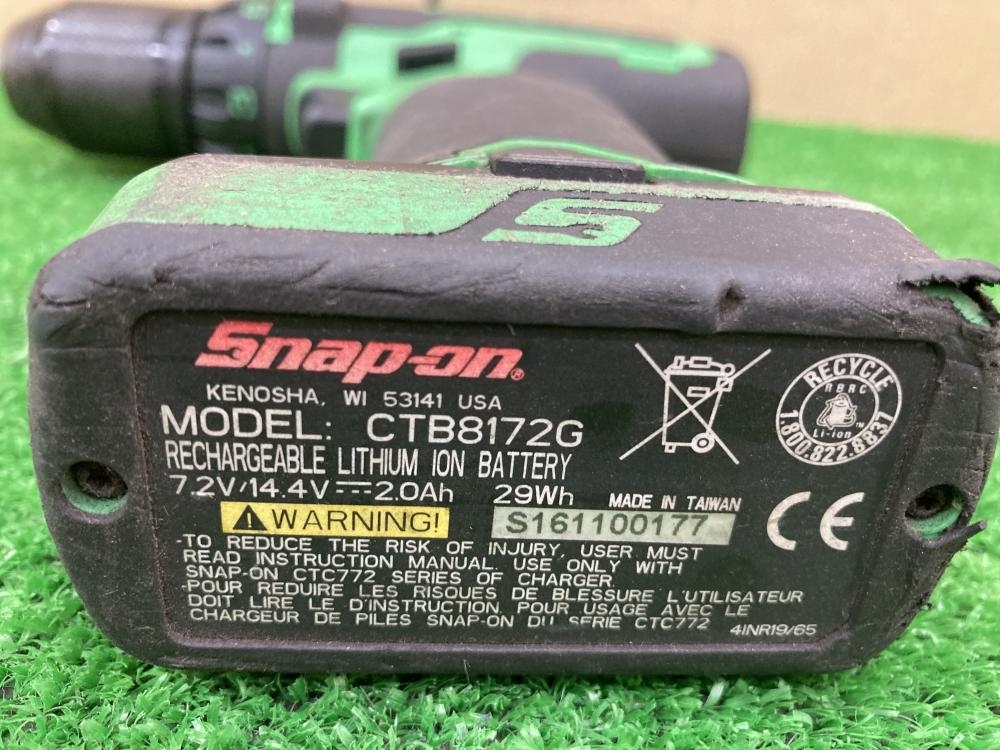 Snap-on®
KENOSHA, WI 53141 USA
MODEL: CTB8172G
RECHARGEABLE LITHIUM ION BATTERY
7.2V/14.4V⎓2.0Ah 29Wh MADE IN TAIWAN
WARNING! S161100177
-TO REDUCE THE RISK OF INJURY, USER MUST
READ INSTRUCTION MANUAL. USE ONLY WITH
SNAP-ON CTC772 SERIES OF CHARGER.
-POUR REDUIRE LES RISQUES DE BLESSURE L'UTILISATEUR
DOIT LIRE LE D'INSTRUCTION. POUR USAGE AVEC LE
CHARGEUR DE PILES SNAP-ON DU SERIE CTC772
4INR19/65
RECYCLE
RBRC
Li-ion™
1.800.822.8837
CE
S